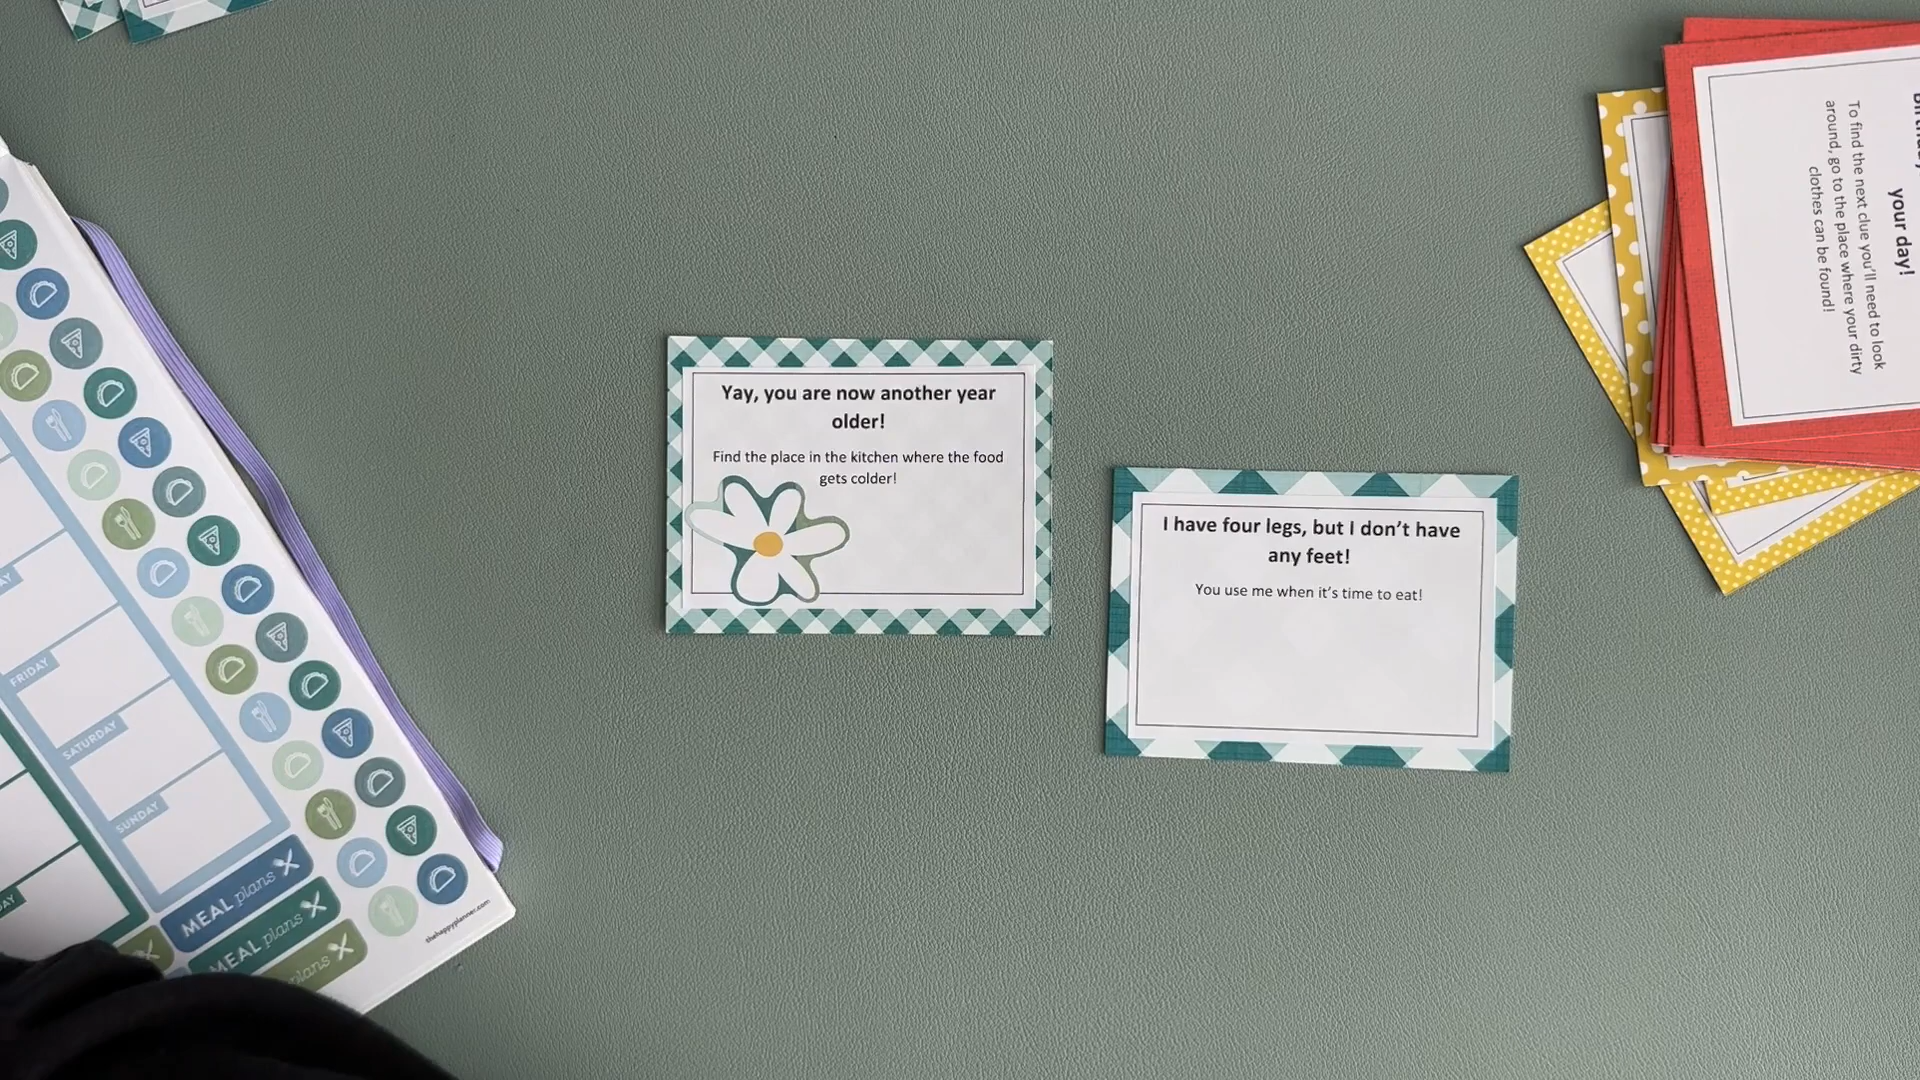 Yay, you are now another year
older!
Find the place in the kitchen where the food
gets colder!
I have four legs, but I don't have
any feet!
You use me when it's time to eat!
your day!
To find the next clue you'll need to look
around, go to the place where your dirty
clothes can be found!
FRIDAY
SATURDAY
SUNDAY
MEAL plans
MEAL plans
plans
thehappyplanner.com